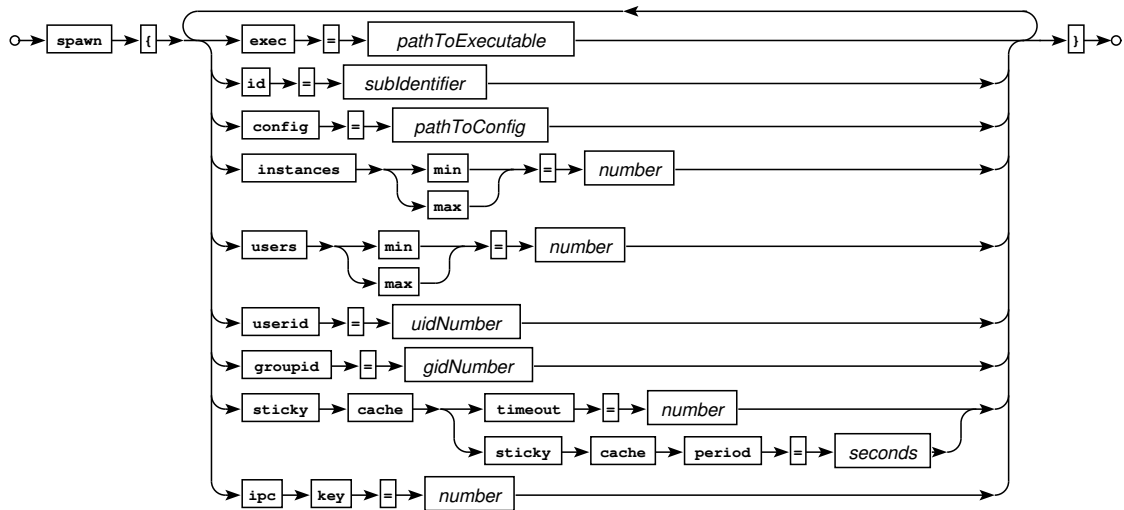 spawn { exec = pathToExecutable }
id = subIdentifier
config = pathToConfig
instances min = number
max
users min = number
max
userid = uidNumber
groupid = gidNumber
sticky cache timeout = number
sticky cache period = seconds
ipc key = number